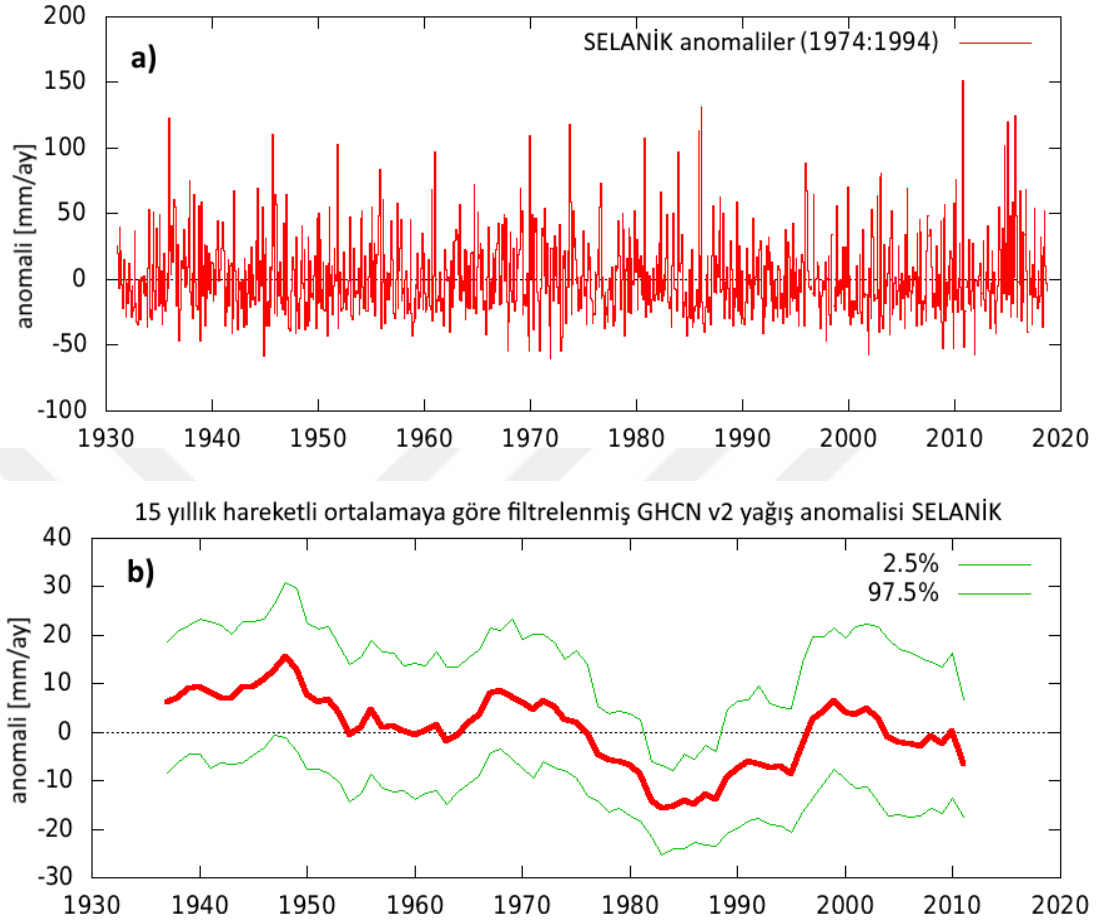 200
150
100
50
0
-50
-100
anomali [mm/ay]
a)
SELANİK anomaliler (1974:1994)
1930 1940 1950 1960 1970 1980 1990 2000 2010 2020
15 yıllık hareketli ortalamaya göre filtrelenmiş GHCN v2 yağış anomalisi SELANİK
40
30
20
10
0
-10
-20
-30
anomali [mm/ay]
b)
2.5%
97.5%
1930 1940 1950 1960 1970 1980 1990 2000 2010 2020